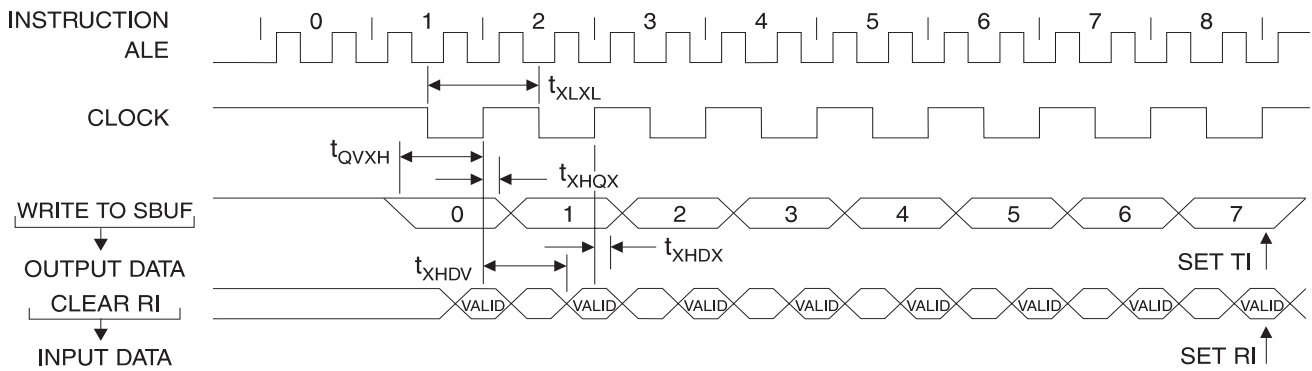 INSTRUCTION 0 1 2 3 4 5 6 7 8
ALE
tXLXL
CLOCK
tQVXH
tXHQX
WRITE TO SBUF 0 1 2 3 4 5 6 7
tXHDX
OUTPUT DATA
tXHDV
SET TI
CLEAR RI VALID VALID VALID VALID VALID VALID VALID VALID
INPUT DATA
SET RI